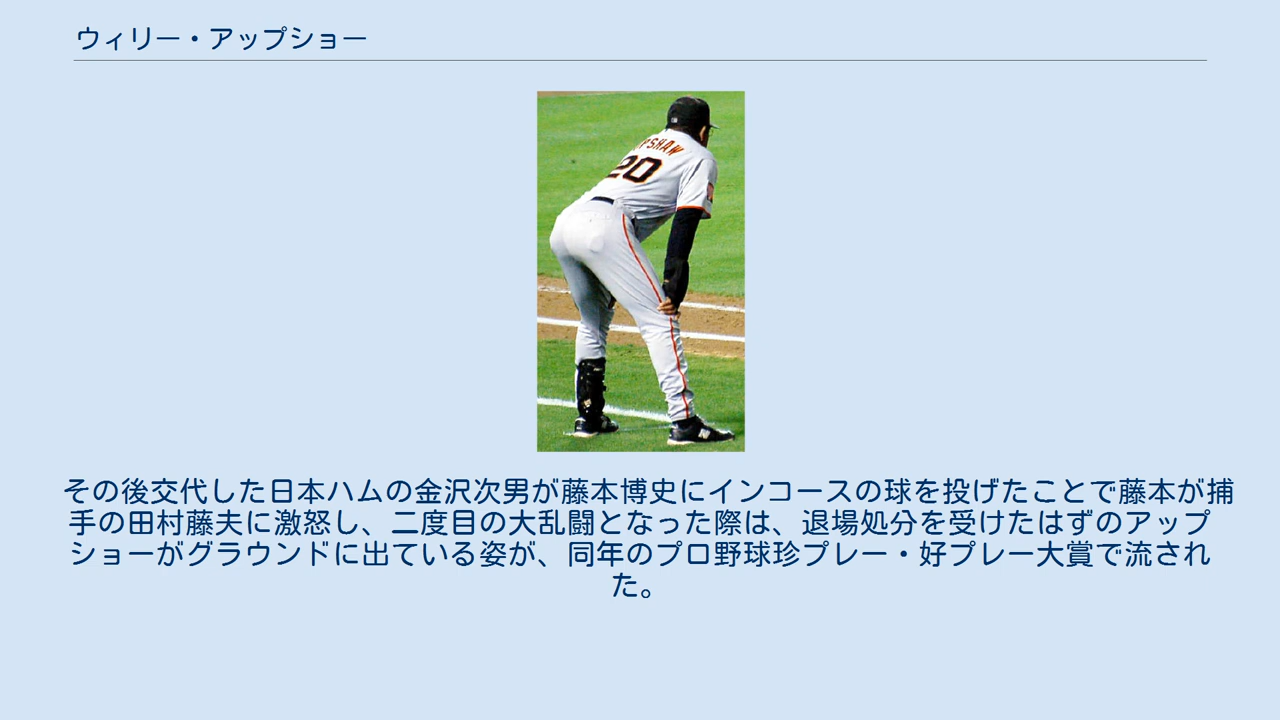 ウィリー・アップショー
PSHAW
20
その後交代した日本ハムの金沢次男が藤本博史にインコースの球を投げたことで藤本が捕
手の田村藤夫に激怒し、二度目の大乱闘となった際は、退場処分を受けたはずのアップ
ショーがグラウンドに出ている姿が、同年のプロ野球珍プレー・好プレー大賞で流され
た。